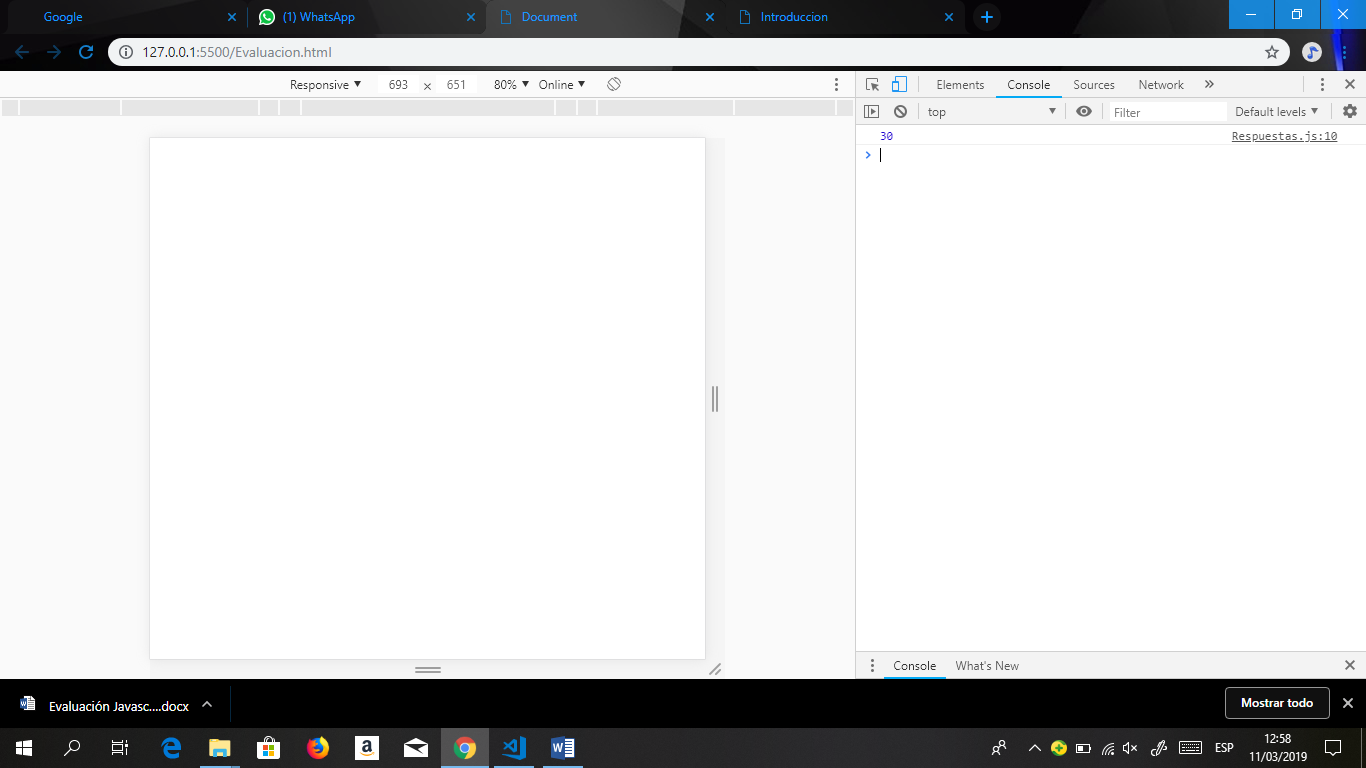 Google
(1) WhatsApp
Document
Introduccion
127.0.0.1:5500/Evaluacion.html
Responsive ▼ 693 × 651 80% ▼ Online ▼
Elements Console Sources Network »
top ▼ Filter Default levels ▼
30 Respuestas.js:10
>
Console What's New
Evaluación Javasc....docx
Mostrar todo
ESP
12:58
11/03/2019